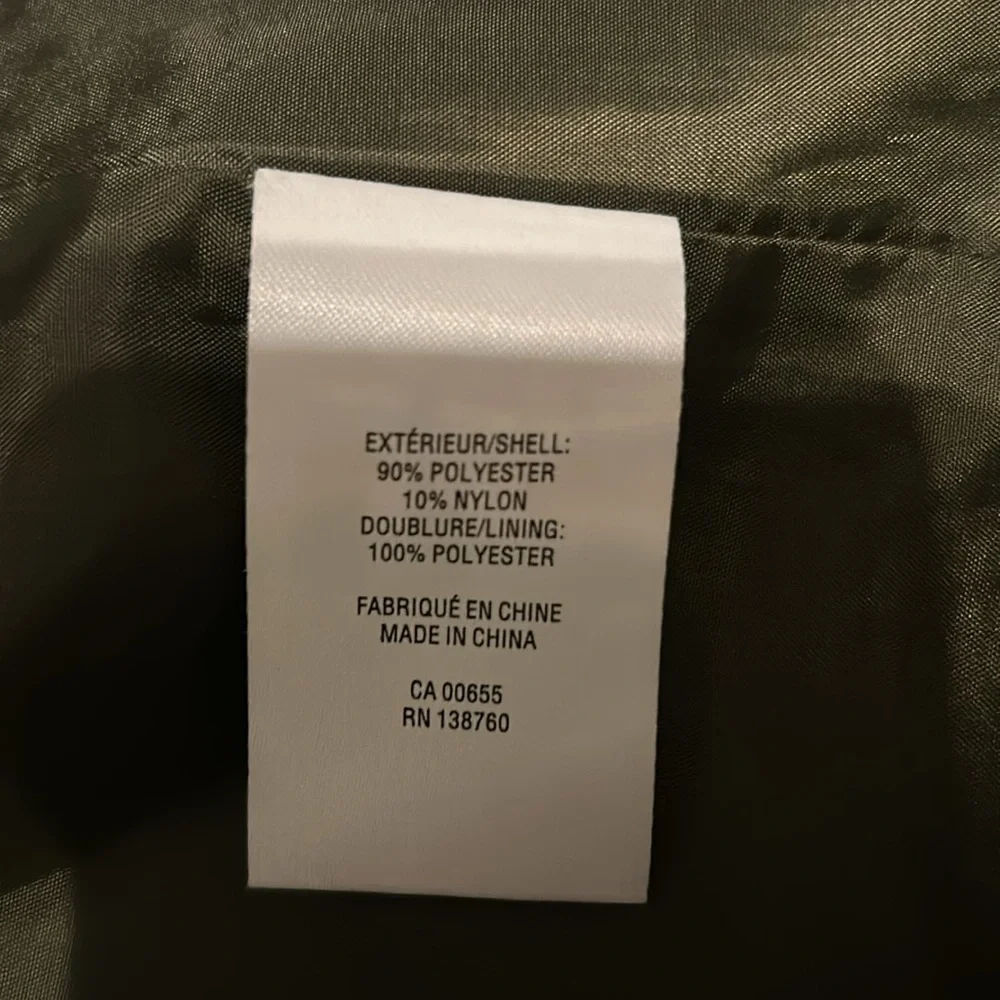 EXTÉRIEUR/SHELL:
90% POLYESTER
10% NYLON
DOUBLURE/LINING:
100% POLYESTER
FABRIQUÉ EN CHINE
MADE IN CHINA
CA 00655
RN 138760